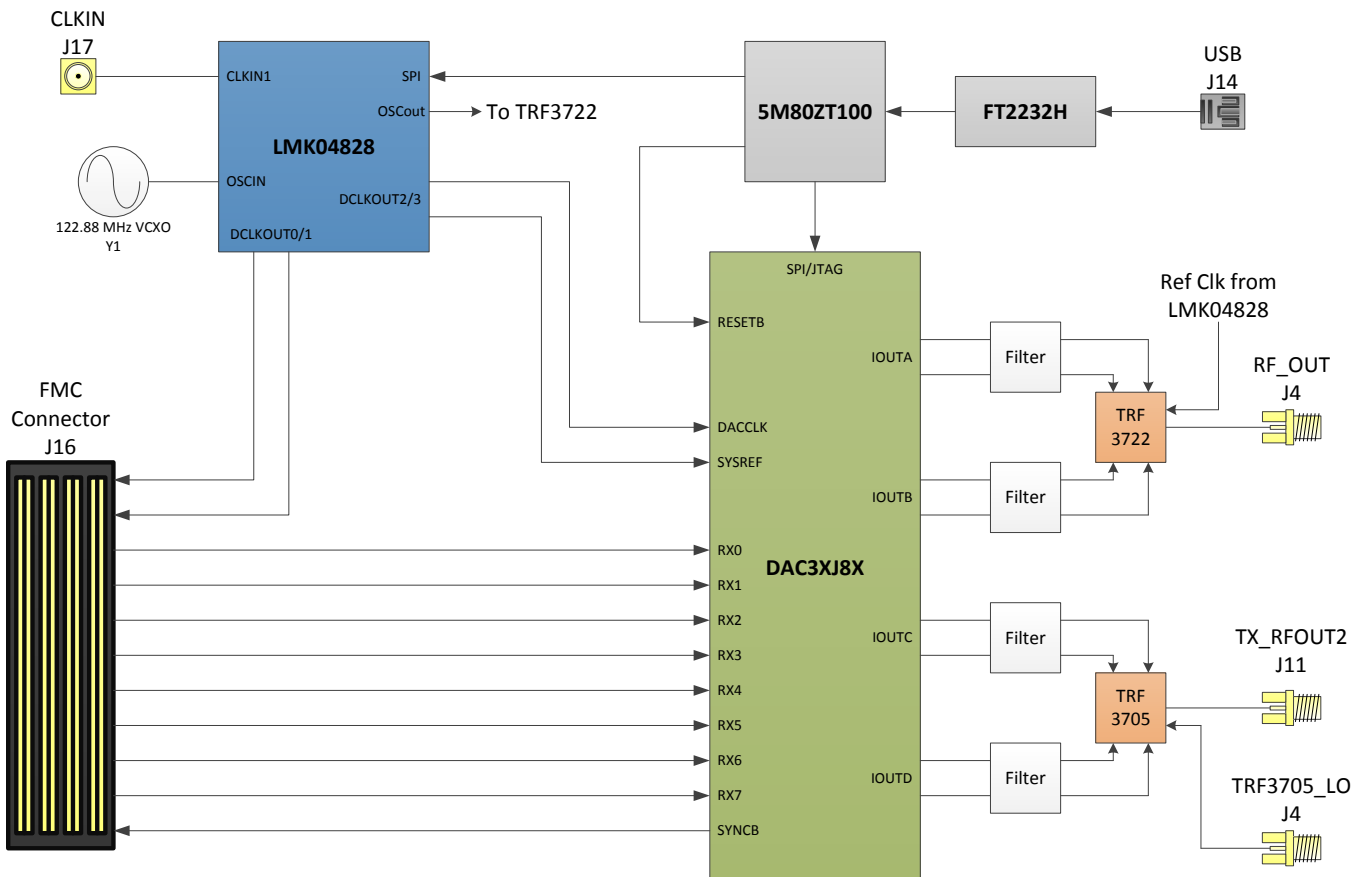 CLKIN
J17
CLKIN1
SPI
OSCout
To TRF3722
LMK04828
OSCIN
DCLKOUT2/3
DCLKOUT0/1
122.88 MHz VCXO
Y1
5M80ZT100
FT2232H
USB
J14
SPI/JTAG
RESETB
DACCLK
SYSREF
RX0
RX1
RX2
RX3
RX4
RX5
RX6
RX7
SYNCB
DAC3XJ8X
IOUTA
IOUTB
IOUTC
IOUTD
FMC
Connector
J16
Filter
Filter
Filter
Filter
Ref Clk from
LMK04828
TRF
3722
RF_OUT
J4
TRF
3705
TX_RFOUT2
J11
TRF3705_LO
J4